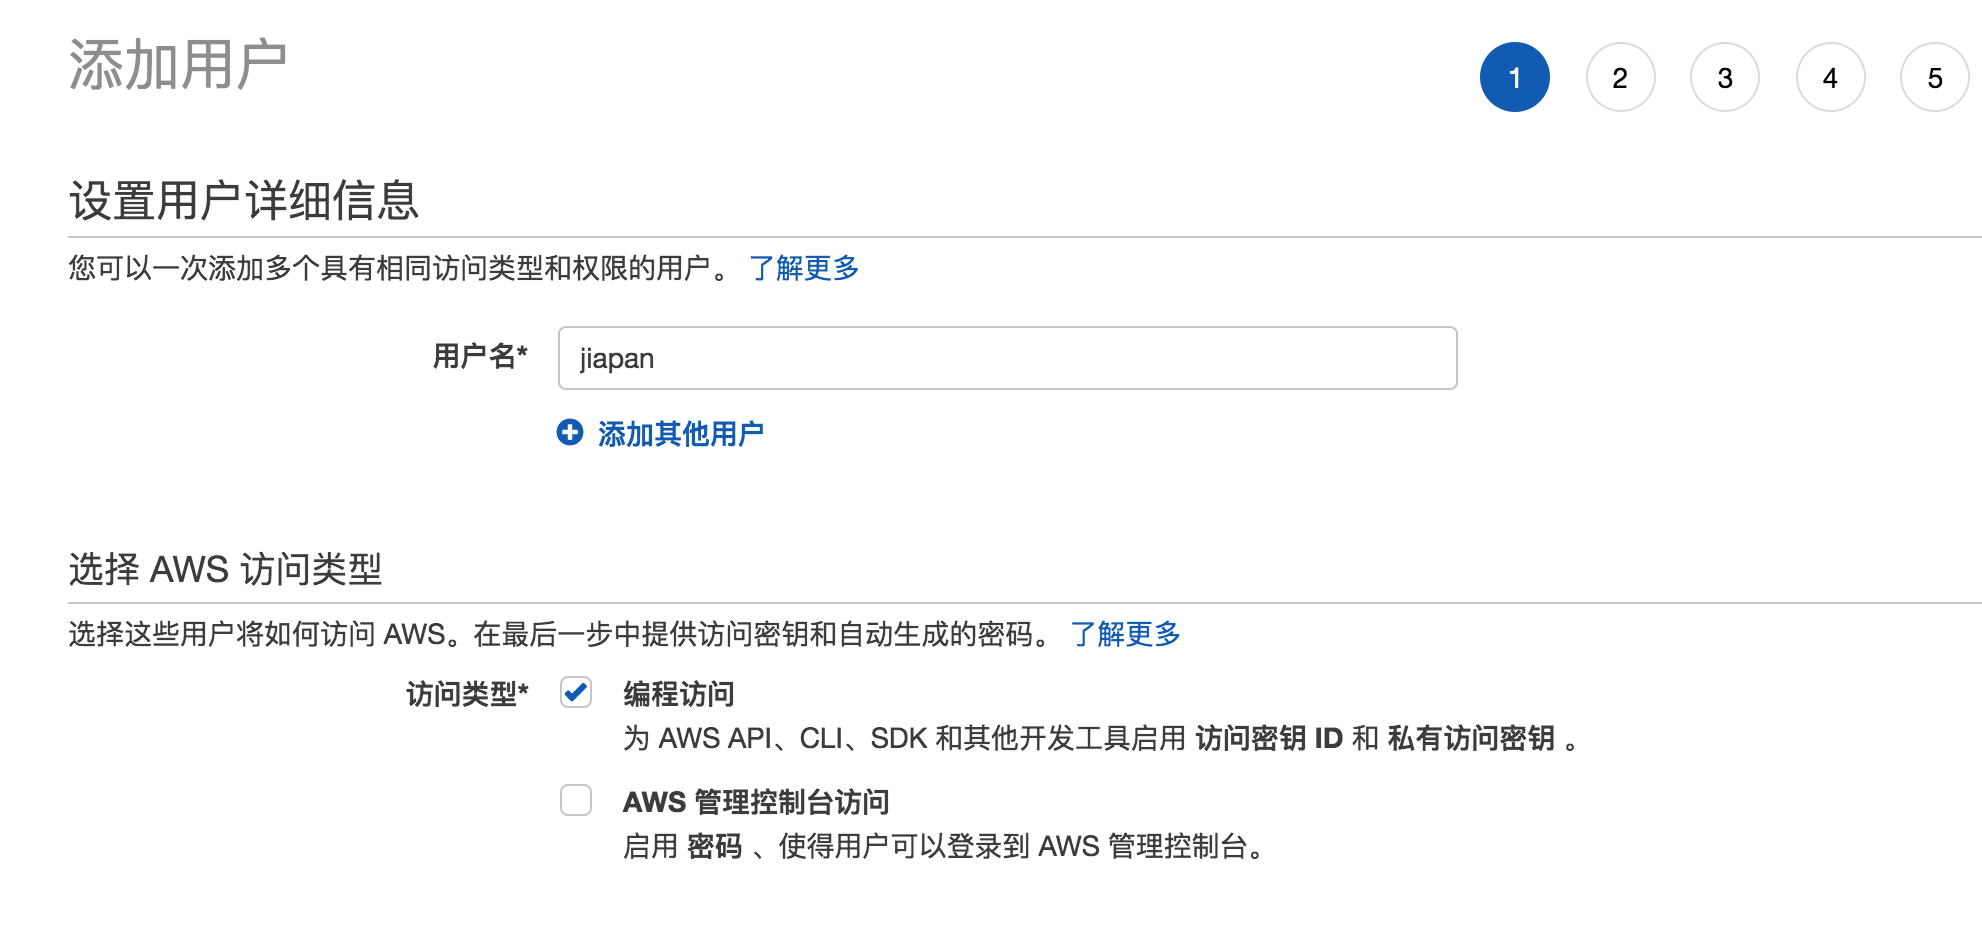 添加用户
1 2 3 4 5
设置用户详细信息
您可以一次添加多个具有相同访问类型和权限的用户。 了解更多
用户名* jiapan
添加其他用户
选择 AWS 访问类型
选择这些用户将如何访问 AWS。在最后一步中提供访问密钥和自动生成的密码。 了解更多
访问类型* 编程访问
为 AWS API、CLI、SDK 和其他开发工具启用 访问密钥 ID 和 私有访问密钥 。
AWS 管理控制台访问
启用 密码 、使得用户可以登录到 AWS 管理控制台。